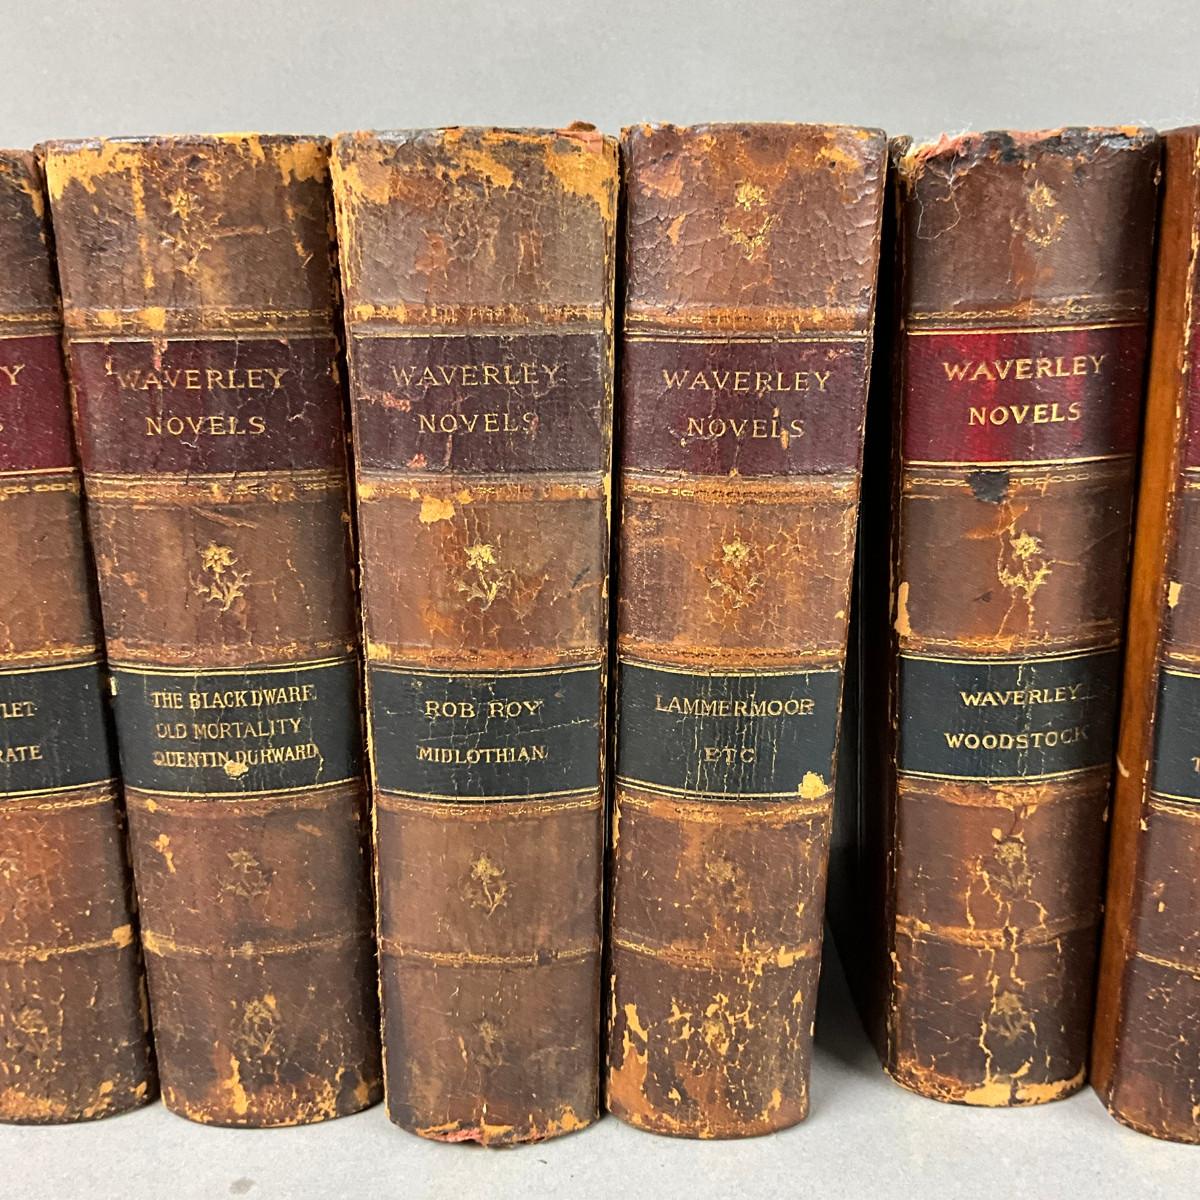 WAVERLEY
NOVELS
THE BLACK DWARF
OLD MORTALITY
QUENTIN DURWARD
WAVERLEY
NOVELS
ROB ROY
MIDLOTHIAN
WAVERLEY
NOVELS
LAMMERMOOR
ETC
WAVERLEY
NOVELS
WAVERLEY
WOODSTOCK